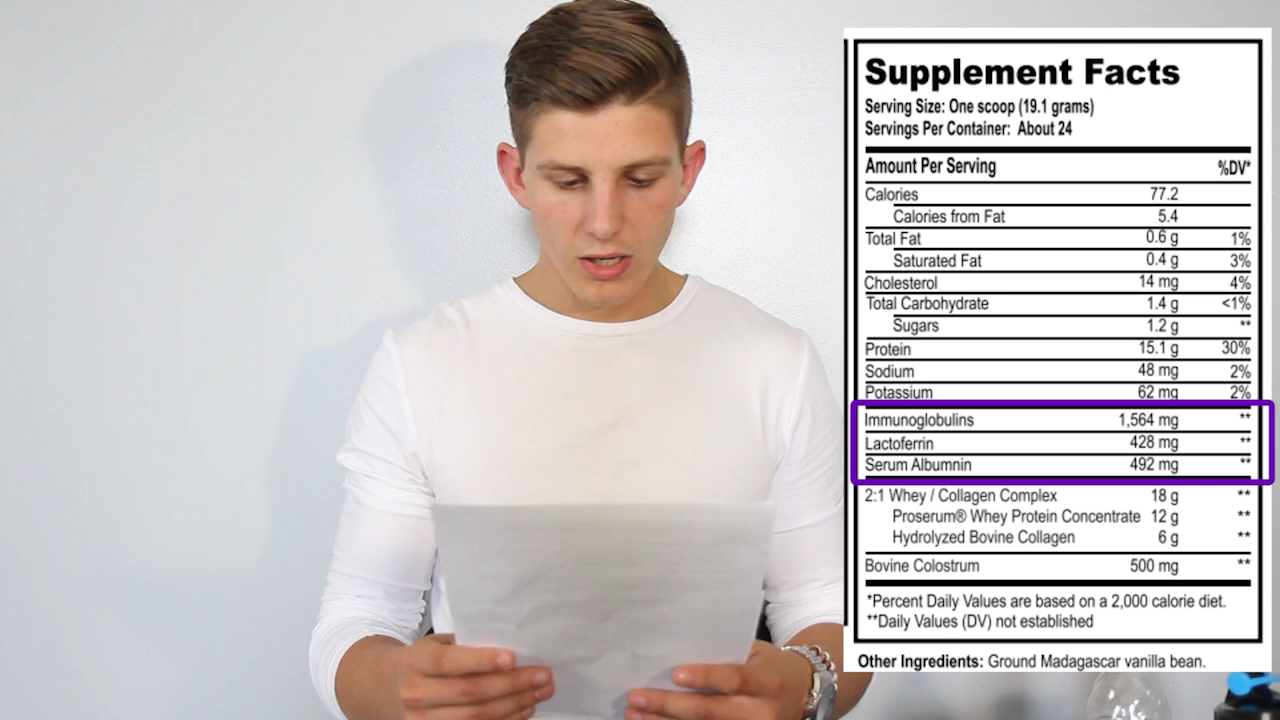 Supplement Facts
Serving Size: One scoop (19.1 grams)
Servings Per Container: About 24
Amount Per Serving %DV*
Calories 77.2
Calories from Fat 5.4
Total Fat 0.6 g 1%
Saturated Fat 0.4 g 3%
Cholesterol 14 mg 4%
Total Carbohydrate 1.4 g <1%
Sugars 1.2 g **
Protein 15.1 g 30%
Sodium 48 mg 2%
Potassium 62 mg 2%
Immunoglobulins 1,564 mg **
Lactoferrin 428 mg **
Serum Albumnin 492 mg **
2:1 Whey / Collagen Complex 18 g **
Proserum® Whey Protein Concentrate 12 g **
Hydrolyzed Bovine Collagen 6 g **
Bovine Colostrum 500 mg **
*Percent Daily Values are based on a 2,000 calorie diet.
**Daily Values (DV) not established
Other Ingredients: Ground Madagascar vanilla bean.